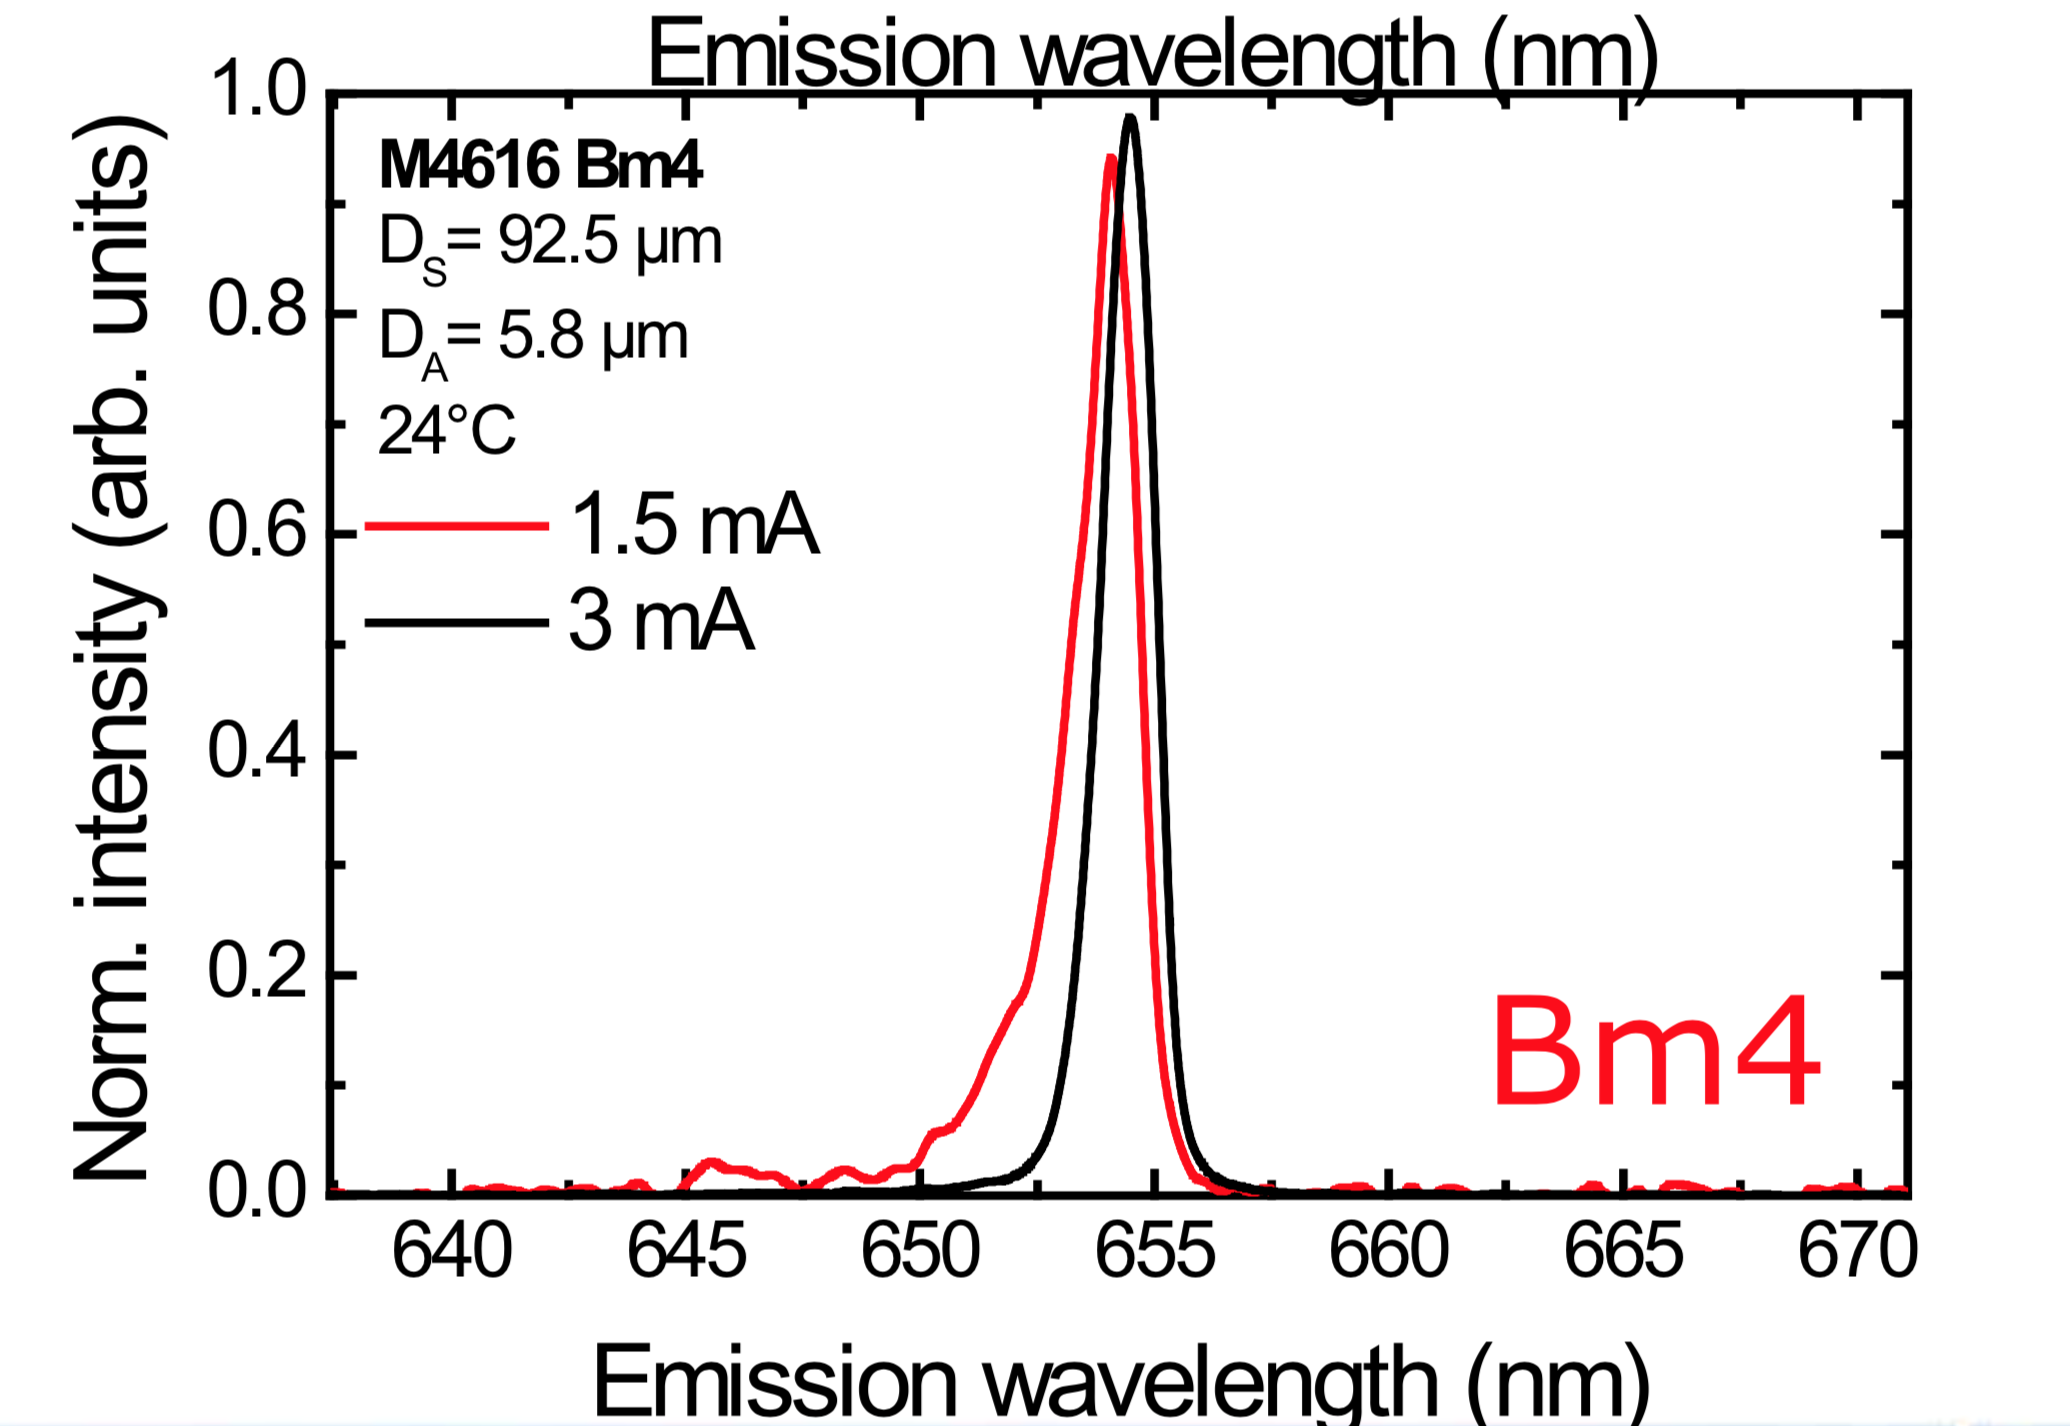 Emission wavelength (nm)
Norm. intensity (arb. units)
1.0
0.8
0.6
0.4
0.2
0.0
M4616 Bm4
D_S= 92.5 µm
D_A= 5.8 µm
24°C
1.5 mA
3 mA
Bm4
640 645 650 655 660 665 670
Emission wavelength (nm)